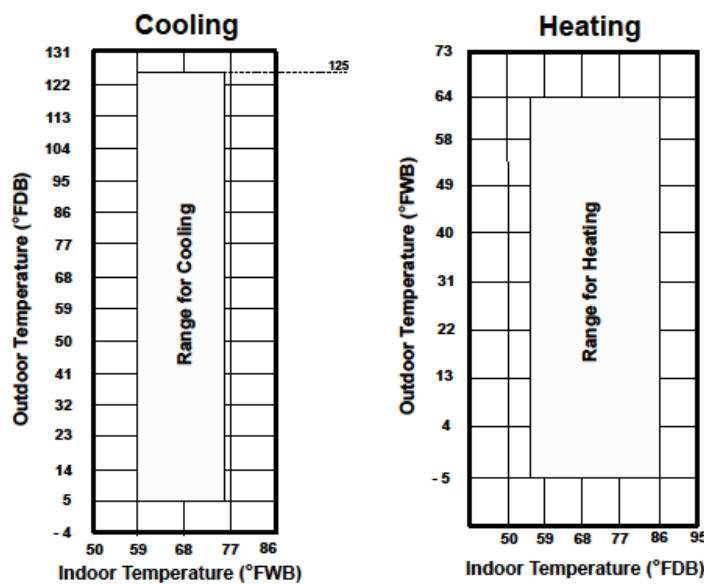 Cooling
131
122
113
104
95
86
77
68
59
50
41
32
23
14
5
- 4
125
Outdoor Temperature (°FDB)
Range for Cooling
50 59 68 77 86
Indoor Temperature (°FWB)
Heating
73
64
58
49
40
31
22
13
4
- 5
Outdoor Temperature (°FWB)
Range for Heating
50 59 68 77 86 95
Indoor Temperature (°FDB)